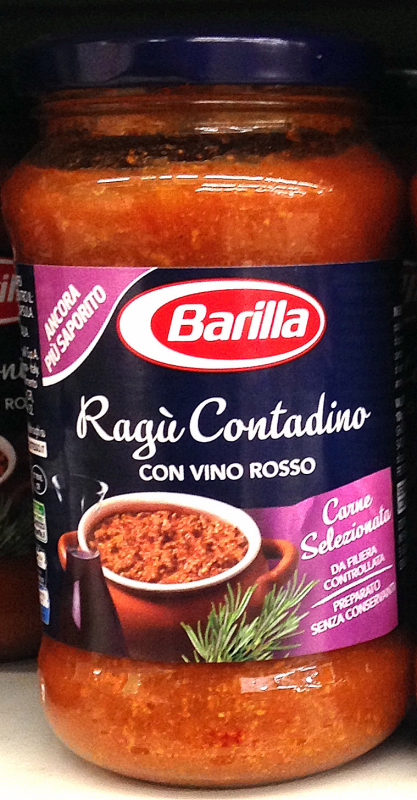 ANCORA
PIÙ SAPORITO
Barilla
Ragù Contadino
CON VINO ROSSO
Carne
Selezionata
DA FILIERA
CONTROLLATA
PREPARATO
SENZA CONSERVANTI